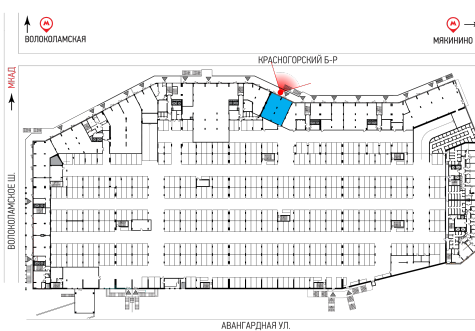 ВОЛОКОЛАМСКАЯ
МЯКИНИНО
КРАСНОГОРСКИЙ Б-Р
МКАД
ВОЛОКОЛАМСКОЕ Ш.
АВАНГАРДНАЯ УЛ.